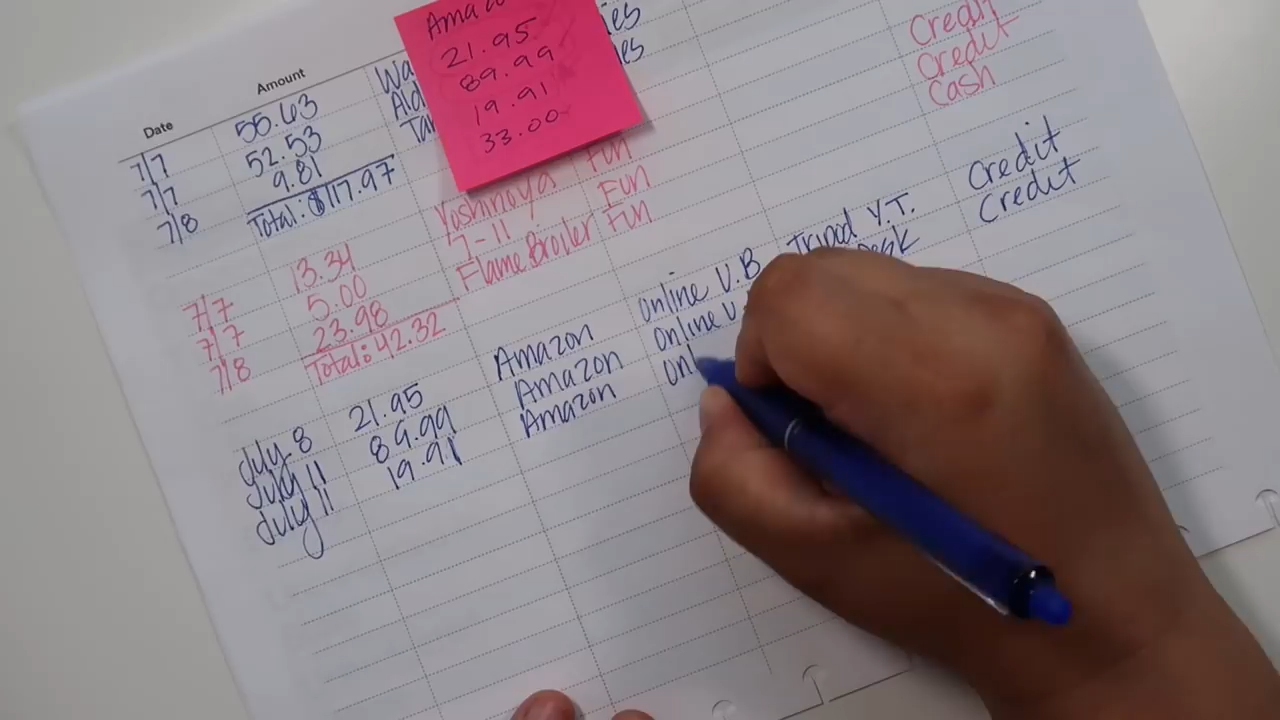 Date Amount
7/7 55.63
7/7 52.53
7/8 9.81
Total: $117.97
21.95
89.99
19.91
33.00
Credit
Credit
Cash
7/7 13.34 Yoshinoya Fun
7/7 5.00 7-11 Fun
7/8 23.98 Flame Broiler Fun
Total: 42.32
July 8 21.95 Amazon Online V.B Tripod Y.T. Credit
July 11 89.99 Amazon Online Credit
July 11 19.91 Amazon Onl